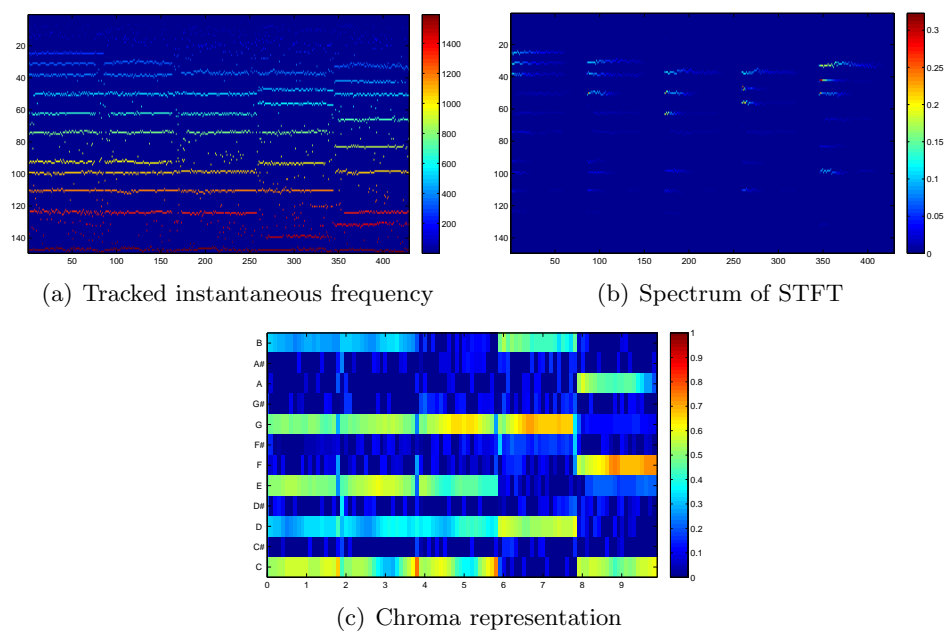 20
40
60
80
100
120
140
50 100 150 200 250 300 350 400
1400
1200
1000
800
600
400
200
(a) Tracked instantaneous frequency
20
40
60
80
100
120
140
50 100 150 200 250 300 350 400
0.3
0.25
0.2
0.15
0.1
0.05
0
(b) Spectrum of STFT
B
A#
A
G#
G
F#
F
E
D#
D
C#
C
0 1 2 3 4 5 6 7 8 9
1
0.9
0.8
0.7
0.6
0.5
0.4
0.3
0.2
0.1
0
(c) Chroma representation